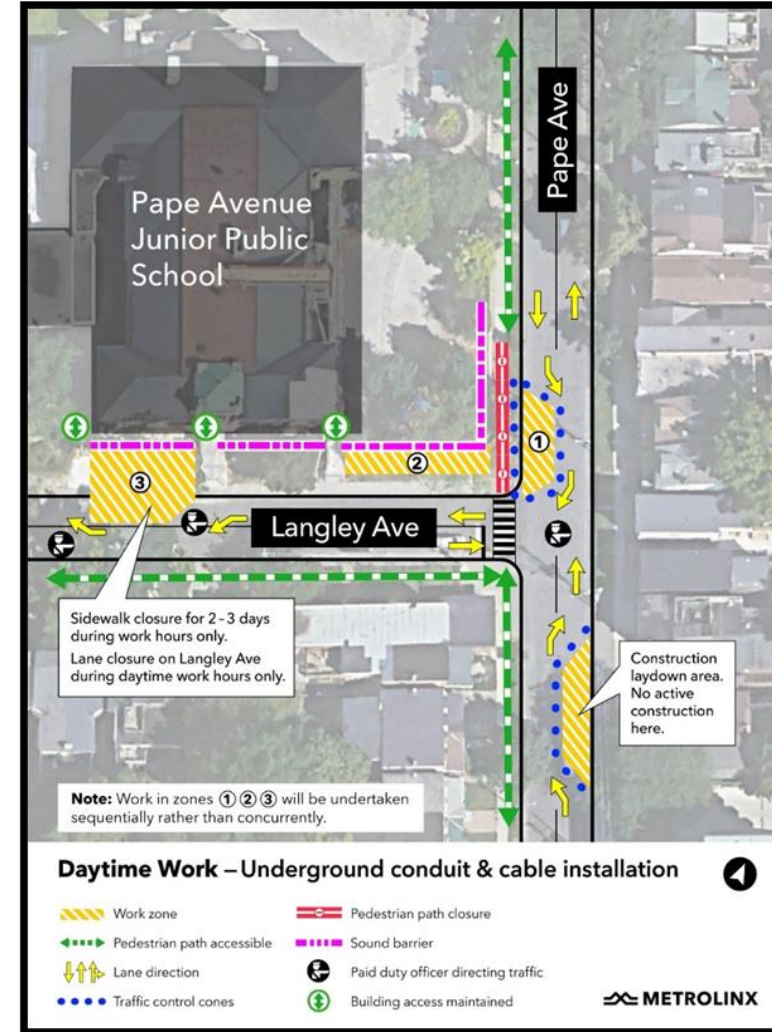 Pape Ave
Pape Avenue
Junior Public
School
1
2
3
Langley Ave
Sidewalk closure for 2-3 days
during work hours only.
Lane closure on Langley Ave
during daytime work hours only.
Construction
laydown area.
No active
construction
here.
Note: Work in zones 1 2 3 will be undertaken
sequentially rather than concurrently.
Daytime Work – Underground conduit & cable installation
Work zone
Pedestrian path closure
Pedestrian path accessible
Sound barrier
Lane direction
Paid duty officer directing traffic
Traffic control cones
Building access maintained
METROLINX